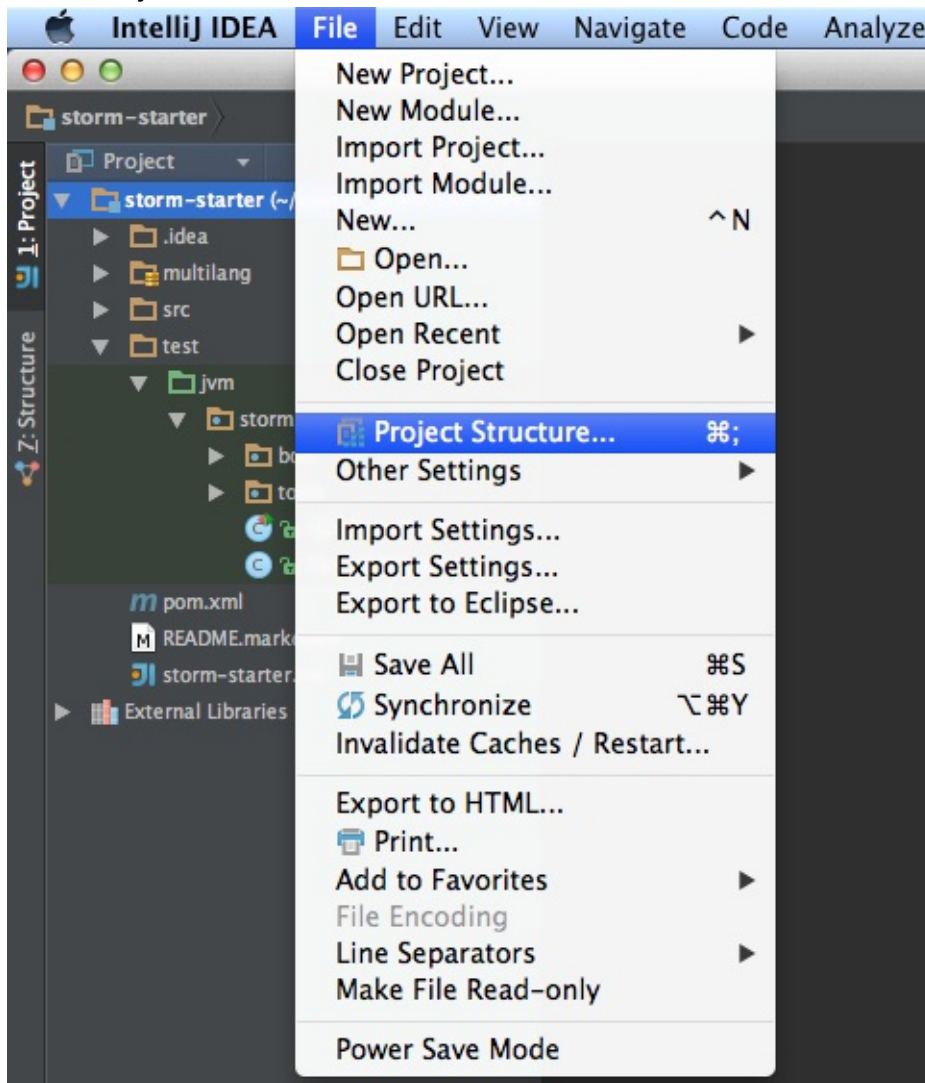 IntelliJ IDEA File Edit View Navigate Code Analyze
storm-starter
1: Project
Z: Structure
Project
storm-starter (~/
.idea
multilang
src
test
jvm
storm
pom.xml
M README.mark
storm-starter.
External Libraries
New Project...
New Module...
Import Project...
Import Module...
New... ^N
Open...
Open URL...
Open Recent
Close Project
Project Structure... ⌘;
Other Settings
Import Settings...
Export Settings...
Export to Eclipse...
Save All ⌘S
Synchronize ⌥⌘Y
Invalidate Caches / Restart...
Export to HTML...
Print...
Add to Favorites
File Encoding
Line Separators
Make File Read-only
Power Save Mode